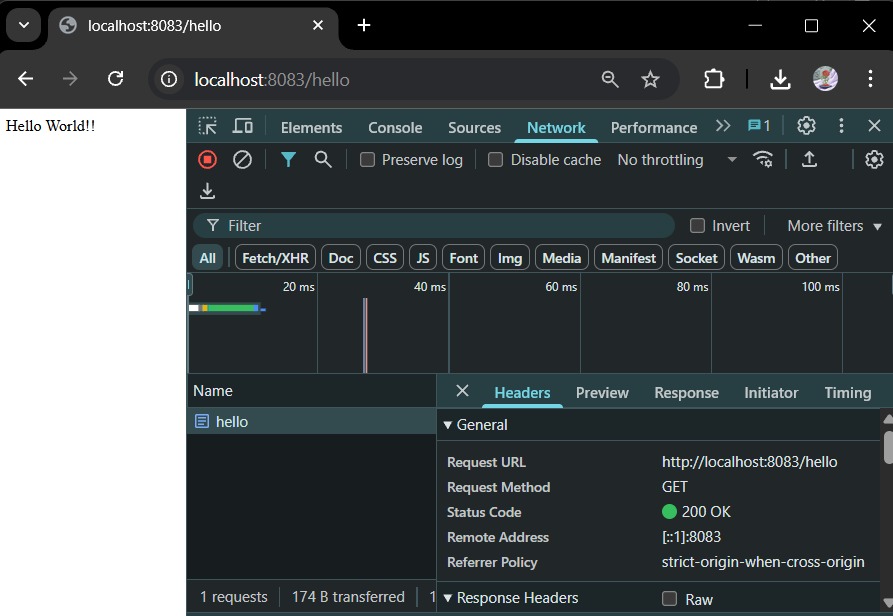 localhost:8083/hello
localhost:8083/hello
Hello World!!
Elements Console Sources Network Performance 1
Preserve log Disable cache No throttling
Filter Invert More filters
All Fetch/XHR Doc CSS JS Font Img Media Manifest Socket Wasm Other
20 ms 40 ms 60 ms 80 ms 100 ms
Name Headers Preview Response Initiator Timing
hello General
Request URL http://localhost:8083/hello
Request Method GET
Status Code 200 OK
Remote Address [::1]:8083
Referrer Policy strict-origin-when-cross-origin
1 requests 174 B transferred 1 Response Headers Raw